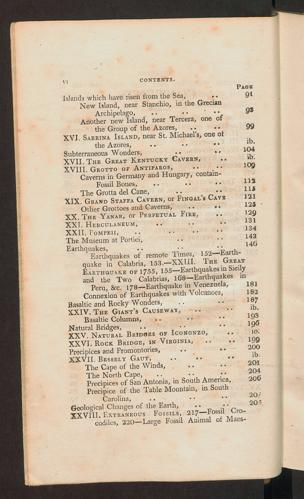 vi CONTENTS.
PAGE
Islands which have risen from the Sea, .. 91
New Island, near Stanchio, in the Grecian
Archipelago, .. .. .. 98
Another new Island, near Tercera, one of
the Group of the Azores, .. .. 99
XVI. SABRINA ISLAND, near St. Michael's, one of
the Azores, .. .. .. ib.
Subterraneous Wonders, .. .. .. 104
XVII. THE GREAT KENTUCKY CAVERN, .. ib.
XVIII. GROTTO OF ANTIPAROS, .. .. 109
Caverns in Germany and Hungary, contain-
Fossil Bones, .. .. .. 112
The Grotta del Cane, .. .. .. 115
XIX. GRAND STAFFA CAVERN, or FINGAL'S CAVE 121
Other Grottoes and Caverns, .. .. 125
XX. THE YANAR, or PERPETUAL FIRE, .. 129
XXI. HERCULANEUM, .. .. .. 131
XXII. POMPEII, .. .. .. 134
The Museum at Portici, .. .. .. 142
Earthquakes, .. .. .. 146
Earthquakes of remote Times, 152—Earth-
quake in Calabria, 153.—XXIII. THE GREAT
EARTHQUAKE OF 1755, 155—Earthquakes in Sicily
and the Two Calabrias, 168—Earthquakes in
Peru, &c. 178—Earthquake in Venezuela, 181
Connexion of Earthquakes with Volcanoes, 182
Basaltic and Rocky Wonders, .. .. 187
XXIV. THE GIANT'S CAUSEWAY, .. .. ib.
Basaltic Columns, .. .. .. 193
Natural Bridges, .. .. .. 196
XXV. NATURAL BRIDGES OF ICONONZO, .. ib.
XXVI. ROCK BRIDGE, IN VIRGINIA, .. 199
Precipices and Promontories, .. .. 200
XXVII. BESSELY GAUT, .. .. .. ib.
The Cape of the Winds, .. .. 201
The North Cape, .. .. .. 204
Precipices of San Antonia, in South America, 206
Precipice of the Table Mountain, in South
Carolina, .. .. ..
Geological Changes of the Earth, .. ..
XXVIII. EXTRANEOUS FOSSILS, 217—Fossil Cro-
codiles, 220—Large Fossil Animal of Maes-